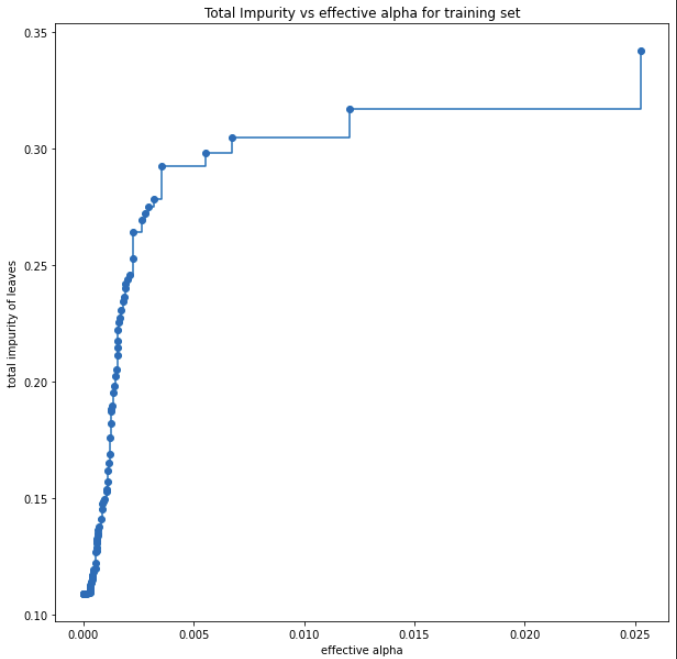 Total Impurity vs effective alpha for training set
0.35
0.30
0.25
0.20
0.15
0.10
total impurity of leaves
0.000 0.005 0.010 0.015 0.020 0.025
effective alpha